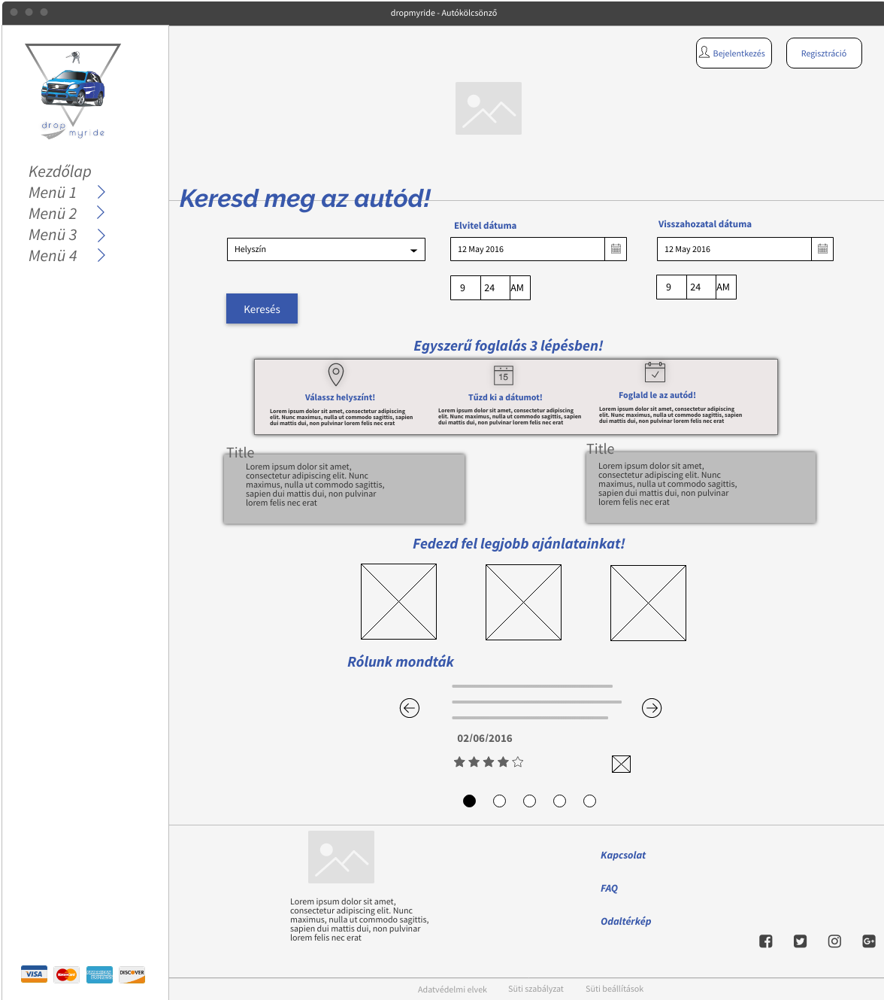 dropmyride - Autókölcsönző
Bejelentkezés
Regisztráció
drop
myride
Kezdőlap
Menü 1
Menü 2
Menü 3
Menü 4
Keresd meg az autód!
Elvitel dátuma
Visszahozatal dátuma
Helyszín
12 May 2016
12 May 2016
9 24 AM
9 24 AM
Keresés
Egyszerű foglalás 3 lépésben!
15
Válassz helyszínt!
Lorem ipsum dolor sit amet, consectetur adipiscing
elit. Nunc maximus, nulla ut commodo sagittis, sapien
dui mattis dui, non pulvinar lorem felis nec erat
Tűzd ki a dátumot!
Lorem ipsum dolor sit amet, consectetur adipiscing
elit. Nunc maximus, nulla ut commodo sagittis, sapien
dui mattis dui, non pulvinar lorem felis nec erat
Foglald le az autód!
Lorem ipsum dolor sit amet, consectetur adipiscing
elit. Nunc maximus, nulla ut commodo sagittis, sapien
dui mattis dui, non pulvinar lorem felis nec erat
Title
Lorem ipsum dolor sit amet,
consectetur adipiscing elit. Nunc
maximus, nulla ut commodo sagittis,
sapien dui mattis dui, non pulvinar
lorem felis nec erat
Title
Lorem ipsum dolor sit amet,
consectetur adipiscing elit. Nunc
maximus, nulla ut commodo sagittis,
sapien dui mattis dui, non pulvinar
lorem felis nec erat
Fedezd fel legjobb ajánlatainkat!
Rólunk mondták
02/06/2016
Lorem ipsum dolor sit amet,
consectetur adipiscing elit. Nunc
maximus, nulla ut commodo sagittis,
sapien dui mattis dui, non pulvinar
lorem felis nec erat
Kapcsolat
FAQ
Odaltérkép
VISA
MasterCard
AMERICAN
EXPRESS
DISCOVER
G+
Adatvédelmi elvek
Süti szabályzat
Süti beállítások